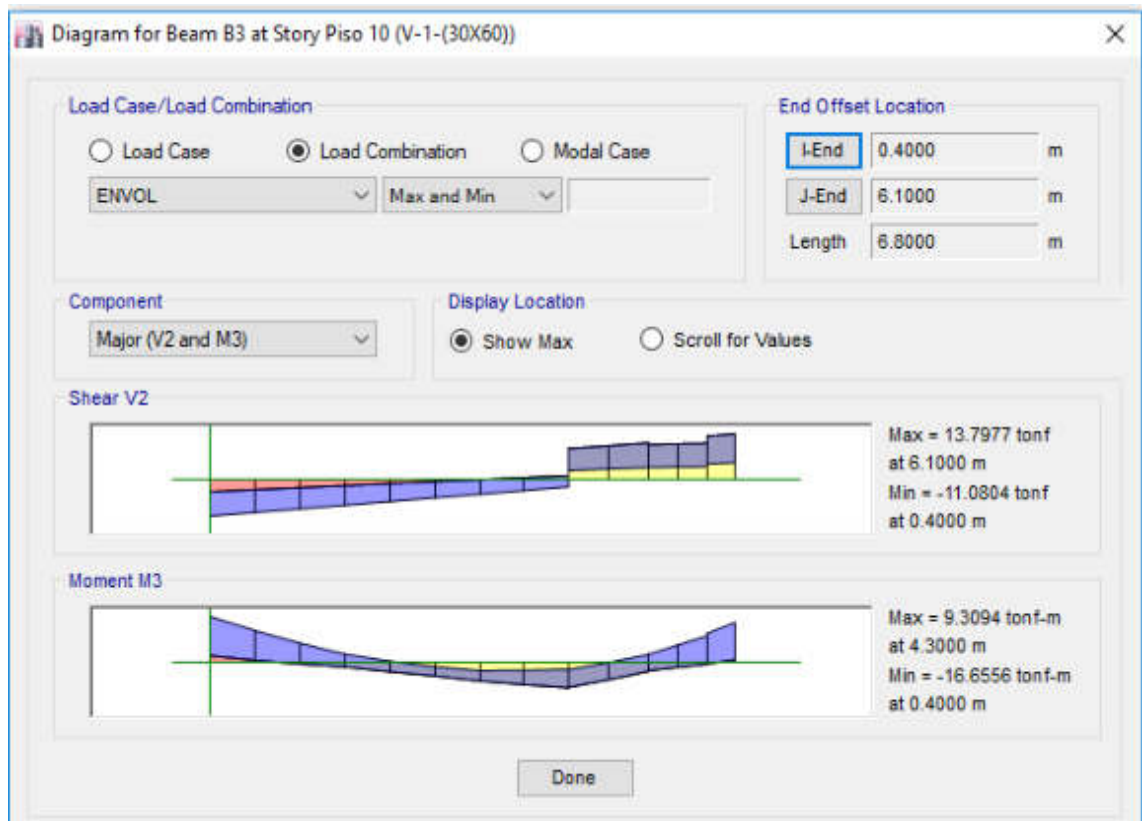 Diagram for Beam B3 at Story Piso 10 (V-1-(30X60))
Load Case/Load Combination
Load Case Load Combination Modal Case
ENVOL Max and Min
End Offset Location
I-End 0.4000 m
J-End 6.1000 m
Length 6.8000 m
Component
Major (V2 and M3)
Display Location
Show Max Scroll for Values
Shear V2
Max = 13.7977 tonf
at 6.1000 m
Min = -11.0804 tonf
at 0.4000 m
Moment M3
Max = 9.3094 tonf-m
at 4.3000 m
Min = -16.6556 tonf-m
at 0.4000 m
Done